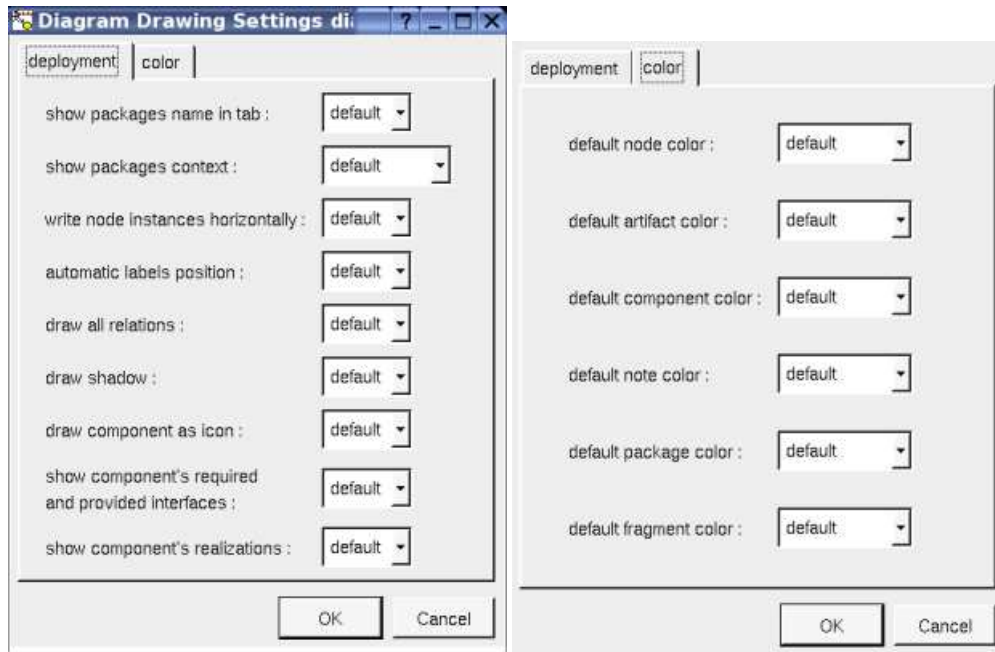 Diagram Drawing Settings di
deployment color
show packages name in tab : default
show packages context : default
write node instances horizontally : default
automatic labels position : default
draw all relations : default
draw shadow : default
draw component as icon : default
show component's required
and provided interfaces : default
show component's realizations : default
OK Cancel
deployment color
default node color : default
default artifact color : default
default component color : default
default note color : default
default package color : default
default fragment color : default
OK Cancel